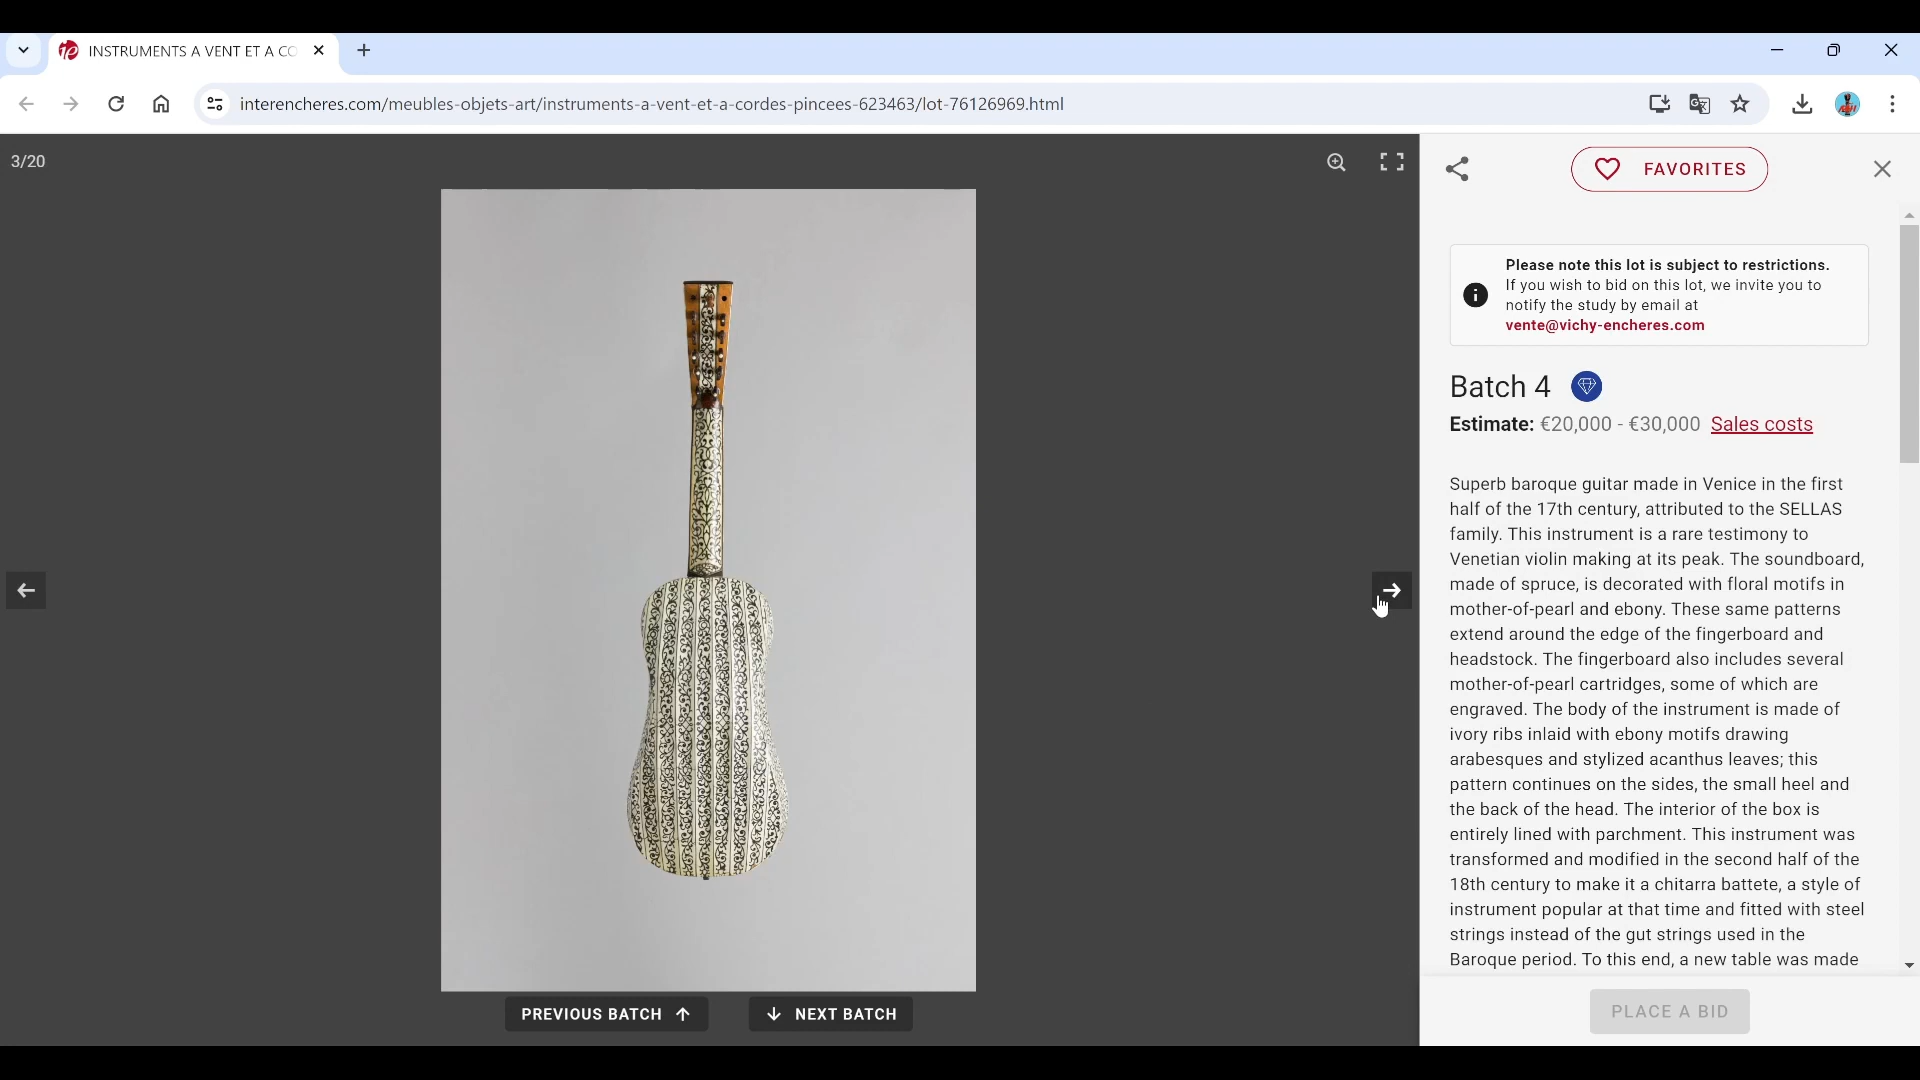 INSTRUMENTS A VENT ET A CO
interencheres.com/meubles-objets-art/instruments-a-vent-et-a-cordes-pincees-623463/lot-76126969.html
3/20
FAVORITES
Please note this lot is subject to restrictions.
If you wish to bid on this lot, we invite you to
notify the study by email at
vente@vichy-encheres.com
Batch 4
Estimate: €20,000 - €30,000 Sales costs
Superb baroque guitar made in Venice in the first
half of the 17th century, attributed to the SELLAS
family. This instrument is a rare testimony to
Venetian violin making at its peak. The soundboard,
made of spruce, is decorated with floral motifs in
mother-of-pearl and ebony. These same patterns
extend around the edge of the fingerboard and
headstock. The fingerboard also includes several
mother-of-pearl cartridges, some of which are
engraved. The body of the instrument is made of
ivory ribs inlaid with ebony motifs drawing
arabesques and stylized acanthus leaves; this
pattern continues on the sides, the small heel and
the back of the head. The interior of the box is
entirely lined with parchment. This instrument was
transformed and modified in the second half of the
18th century to make it a chitarra battete, a style of
instrument popular at that time and fitted with steel
strings instead of the gut strings used in the
Baroque period. To this end, a new table was made
PREVIOUS BATCH
NEXT BATCH
PLACE A BID